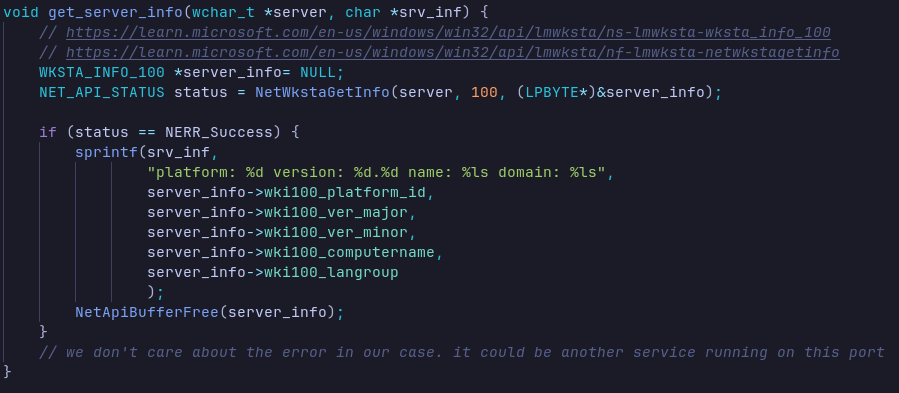 void get_server_info(wchar_t *server, char *srv_inf) {
// https://learn.microsoft.com/en-us/windows/win32/api/lmwksta/ns-lmwksta-wksta_info_100
// https://learn.microsoft.com/en-us/windows/win32/api/lmwksta/nf-lmwksta-netwkstagetinfo
WKSTA_INFO_100 *server_info= NULL;
NET_API_STATUS status = NetWkstaGetInfo(server, 100, (LPBYTE*)&server_info);
if (status == NERR_Success) {
sprintf(srv_inf,
"platform: %d version: %d.%d name: %ls domain: %ls",
server_info->wki100_platform_id,
server_info->wki100_ver_major,
server_info->wki100_ver_minor,
server_info->wki100_computername,
server_info->wki100_langroup
);
NetApiBufferFree(server_info);
}
// we don't care about the error in our case. it could be another service running on this port
}